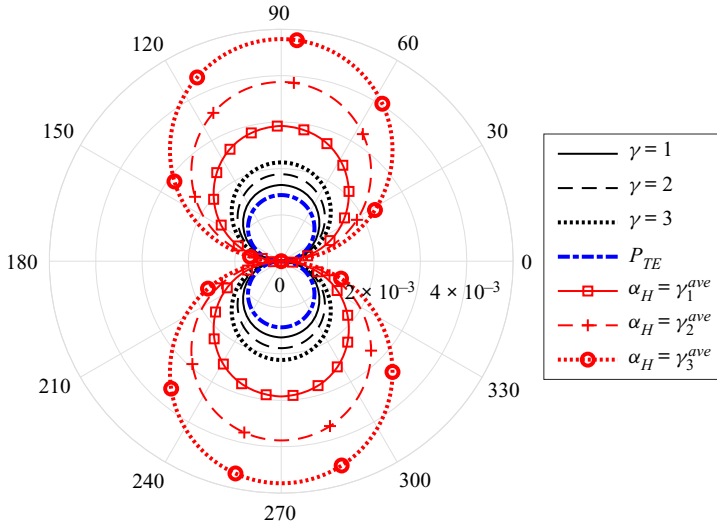 90
120
60
150
30
180
0
0
2 × 10⁻³
4 × 10⁻³
210
330
240
300
270
γ = 1
γ = 2
γ = 3
P_TE
α_H = γ_1^ave
α_H = γ_2^ave
α_H = γ_3^ave